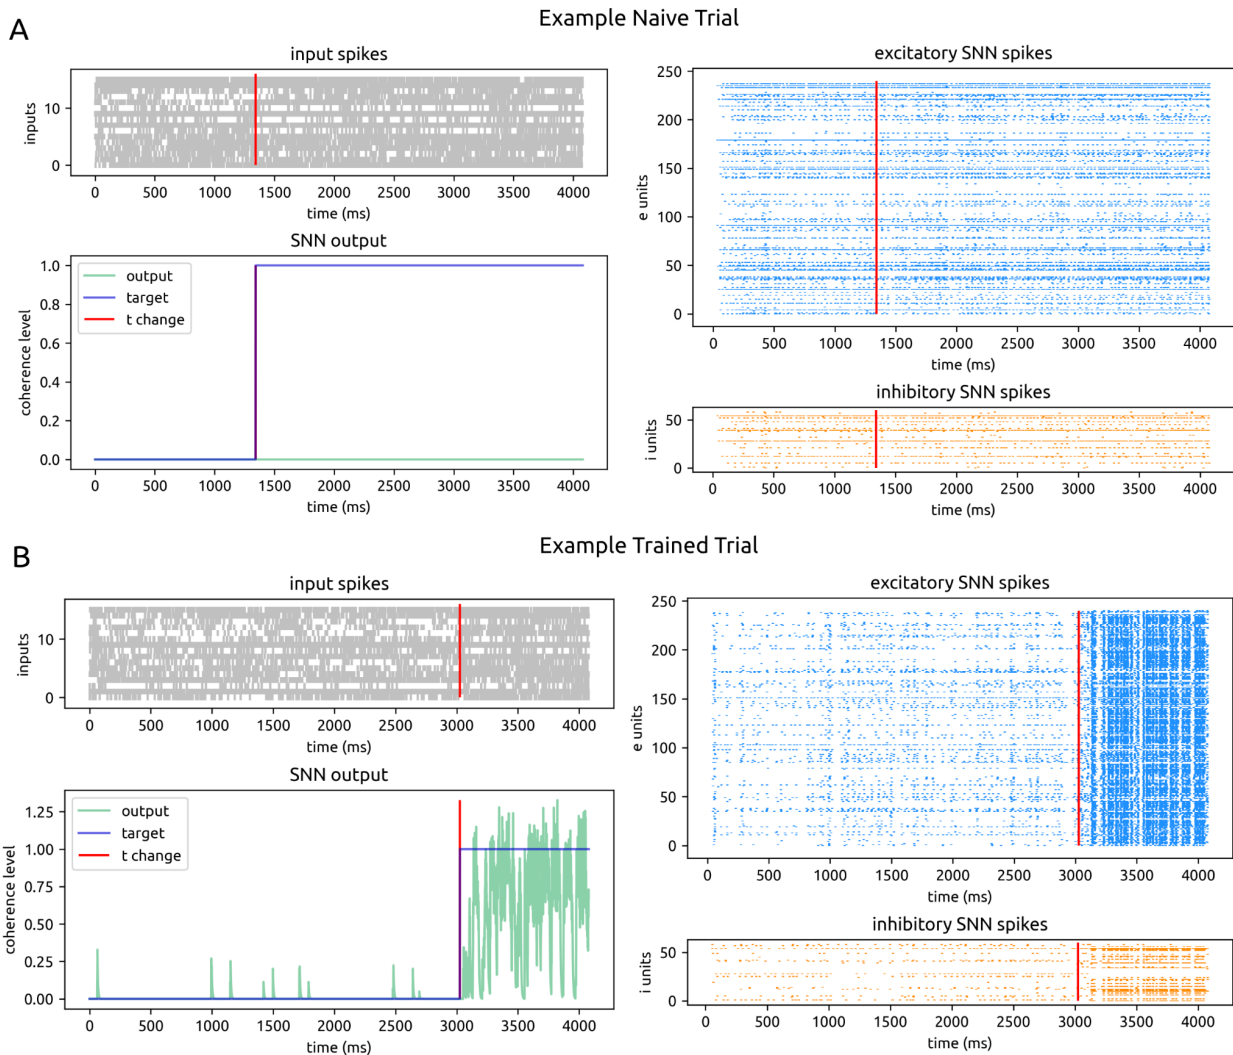 A
Example Naive Trial
input spikes
inputs
10
0
0 500 1000 1500 2000 2500 3000 3500 4000
time (ms)
SNN output
coherence level
1.0
0.8
0.6
0.4
0.2
0.0
output
target
t change
0 500 1000 1500 2000 2500 3000 3500 4000
time (ms)
excitatory SNN spikes
e units
250
200
150
100
50
0
0 500 1000 1500 2000 2500 3000 3500 4000
time (ms)
inhibitory SNN spikes
i units
50
0
0 500 1000 1500 2000 2500 3000 3500 4000
time (ms)
B
Example Trained Trial
input spikes
inputs
10
0
0 500 1000 1500 2000 2500 3000 3500 4000
time (ms)
SNN output
coherence level
1.25
1.00
0.75
0.50
0.25
0.00
output
target
t change
0 500 1000 1500 2000 2500 3000 3500 4000
time (ms)
excitatory SNN spikes
e units
250
200
150
100
50
0
0 500 1000 1500 2000 2500 3000 3500 4000
time (ms)
inhibitory SNN spikes
i units
50
0
0 500 1000 1500 2000 2500 3000 3500 4000
time (ms)